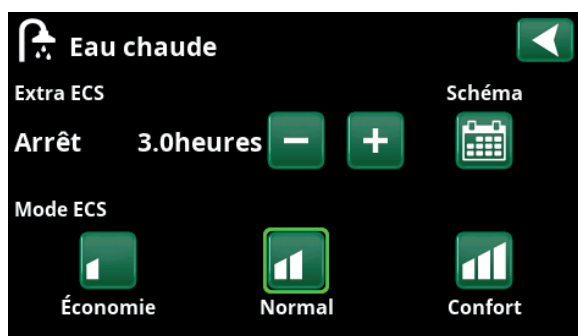 Eau chaude
Extra ECS
Schéma
Arrêt 3.0heures
Mode ECS
Économie Normal Confort